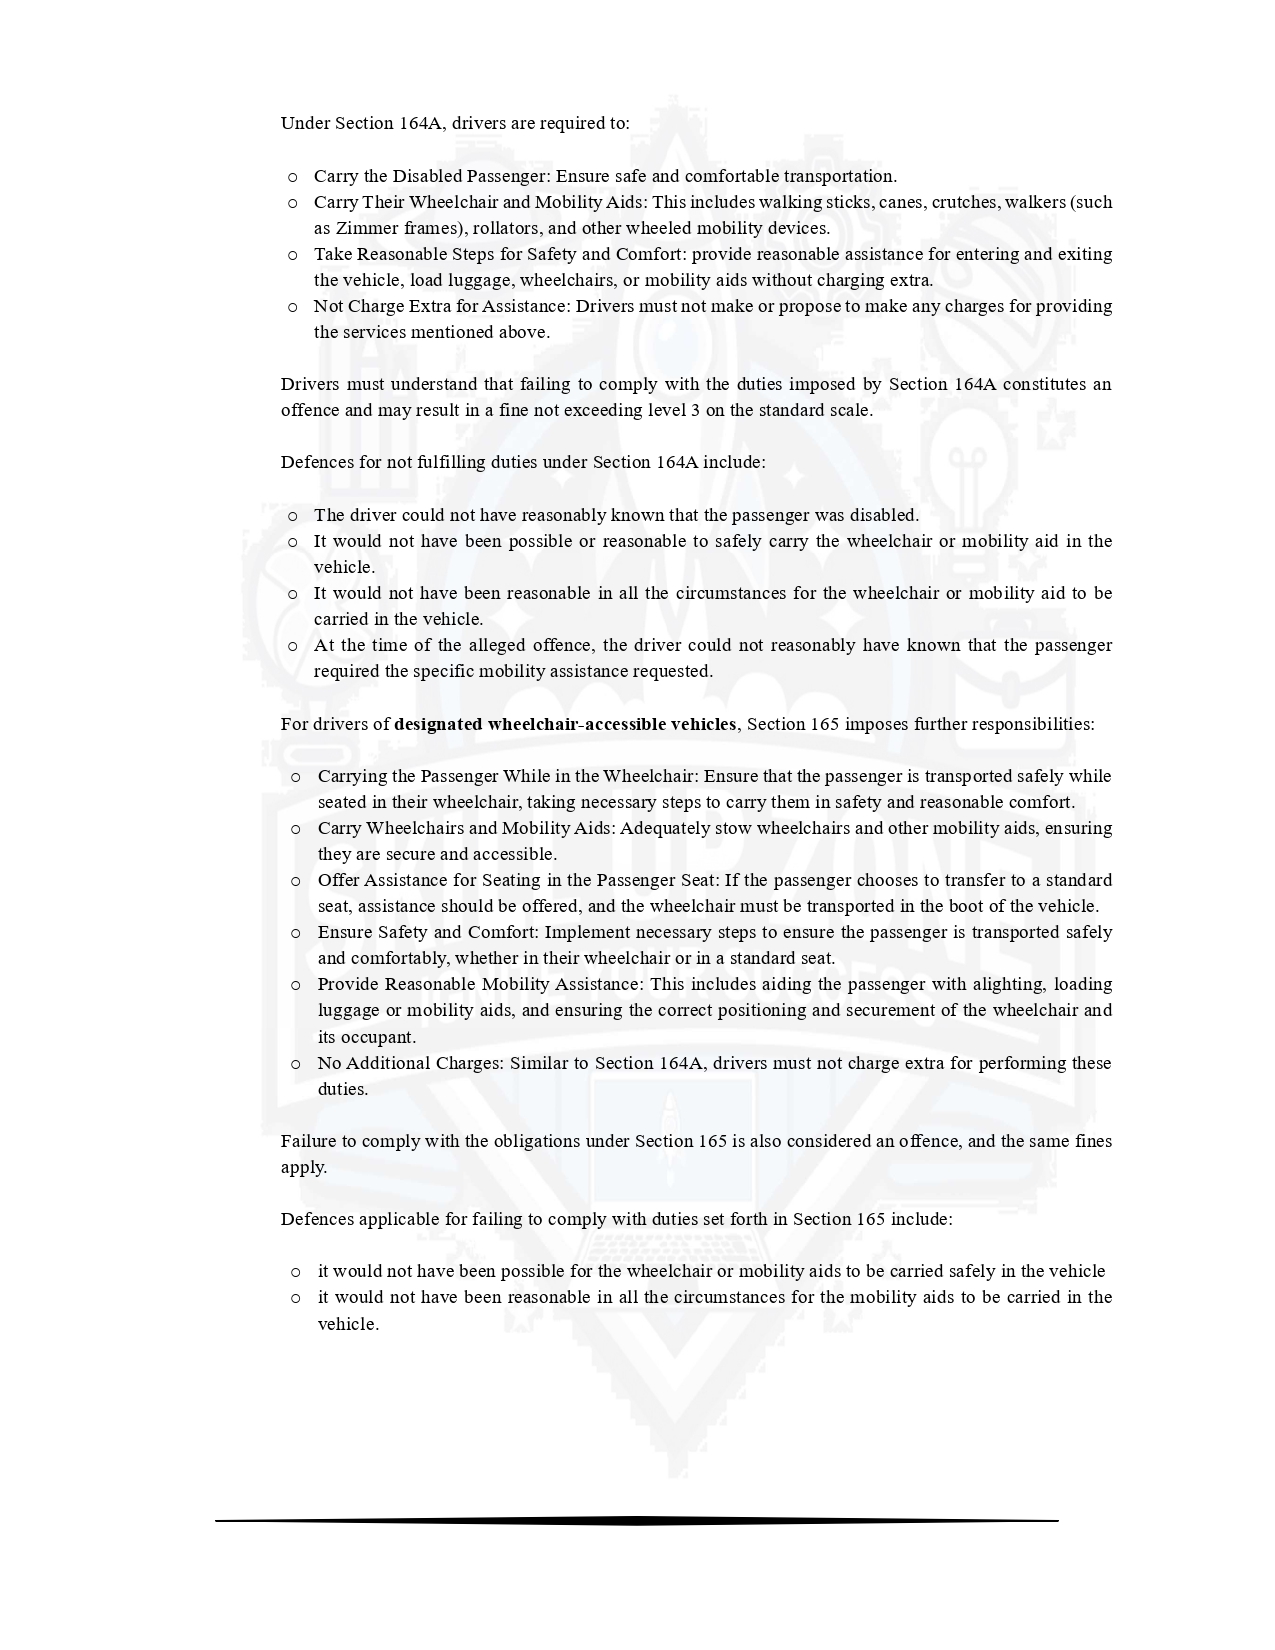 Under Section 164A, drivers are required to:
o Carry the Disabled Passenger: Ensure safe and comfortable transportation.
o Carry Their Wheelchair and Mobility Aids: This includes walking sticks, canes, crutches, walkers (such
as Zimmer frames), rollators, and other wheeled mobility devices.
o Take Reasonable Steps for Safety and Comfort: provide reasonable assistance for entering and exiting
the vehicle, load luggage, wheelchairs, or mobility aids without charging extra.
o Not Charge Extra for Assistance: Drivers must not make or propose to make any charges for providing
the services mentioned above.
Drivers must understand that failing to comply with the duties imposed by Section 164A constitutes an
offence and may result in a fine not exceeding level 3 on the standard scale.
Defences for not fulfilling duties under Section 164A include:
o The driver could not have reasonably known that the passenger was disabled.
o It would not have been possible or reasonable to safely carry the wheelchair or mobility aid in the
vehicle.
o It would not have been reasonable in all the circumstances for the wheelchair or mobility aid to be
carried in the vehicle.
o At the time of the alleged offence, the driver could not reasonably have known that the passenger
required the specific mobility assistance requested.
For drivers of designated wheelchair-accessible vehicles, Section 165 imposes further responsibilities:
o Carrying the Passenger While in the Wheelchair: Ensure that the passenger is transported safely while
seated in their wheelchair, taking necessary steps to carry them in safety and reasonable comfort.
o Carry Wheelchairs and Mobility Aids: Adequately stow wheelchairs and other mobility aids, ensuring
they are secure and accessible.
o Offer Assistance for Seating in the Passenger Seat: If the passenger chooses to transfer to a standard
seat, assistance should be offered, and the wheelchair must be transported in the boot of the vehicle.
o Ensure Safety and Comfort: Implement necessary steps to ensure the passenger is transported safely
and comfortably, whether in their wheelchair or in a standard seat.
o Provide Reasonable Mobility Assistance: This includes aiding the passenger with alighting, loading
luggage or mobility aids, and ensuring the correct positioning and securement of the wheelchair and
its occupant.
o No Additional Charges: Similar to Section 164A, drivers must not charge extra for performing these
duties.
Failure to comply with the obligations under Section 165 is also considered an offence, and the same fines
apply.
Defences applicable for failing to comply with duties set forth in Section 165 include:
o it would not have been possible for the wheelchair or mobility aids to be carried safely in the vehicle
o it would not have been reasonable in all the circumstances for the mobility aids to be carried in the
vehicle.
SKILL UP ZONE
IGNITE YOUR SUCCESS